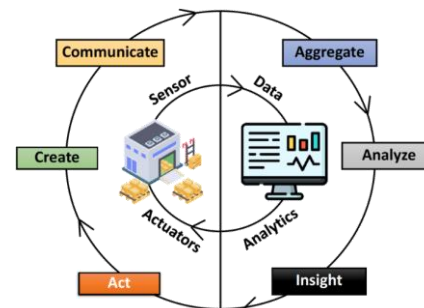 Communicate
Aggregate
Sensor
Data
Create
Analyze
Actuators
Analytics
Act
Insight